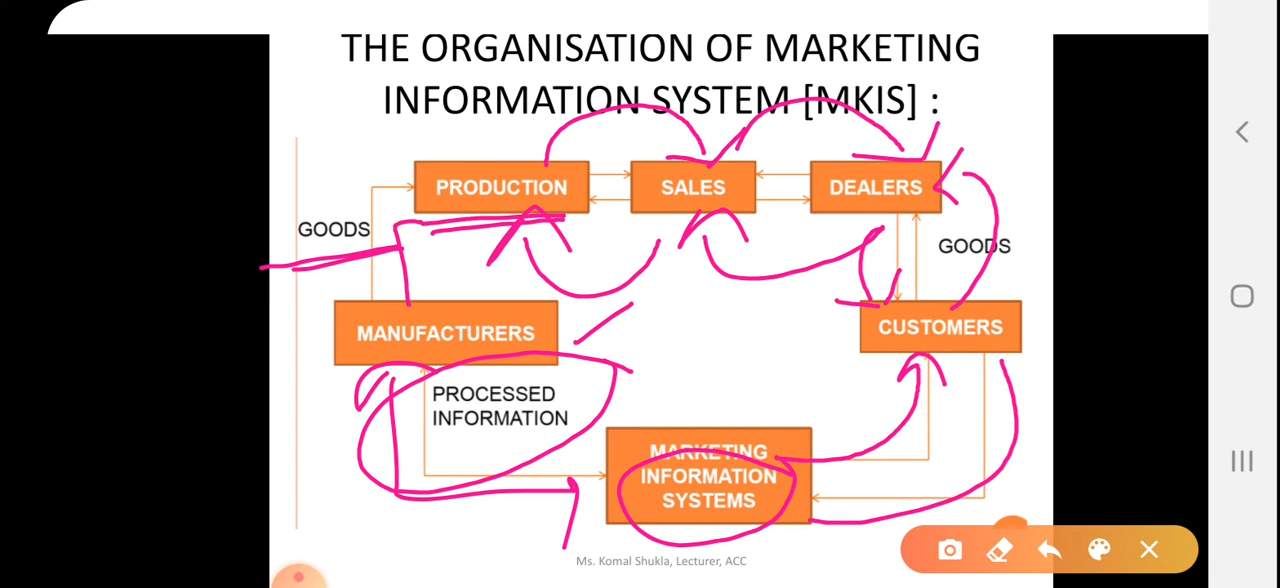 THE ORGANISATION OF MARKETING
INFORMATION SYSTEM [MKIS] :
PRODUCTION
SALES
DEALERS
GOODS
GOODS
MANUFACTURERS
CUSTOMERS
PROCESSED
INFORMATION
MARKETING
INFORMATION
SYSTEMS
Ms. Komal Shukla, Lecturer, ACC